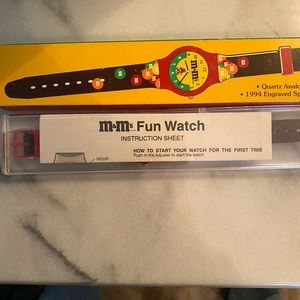 • Quartz Analo
• 1994 Engraved Sp
m&m's Fun Watch
INSTRUCTION SHEET
HOW TO START YOUR WATCH FOR THE FIRST TIME
Push in the Adjuster to start the watch.
HOUR